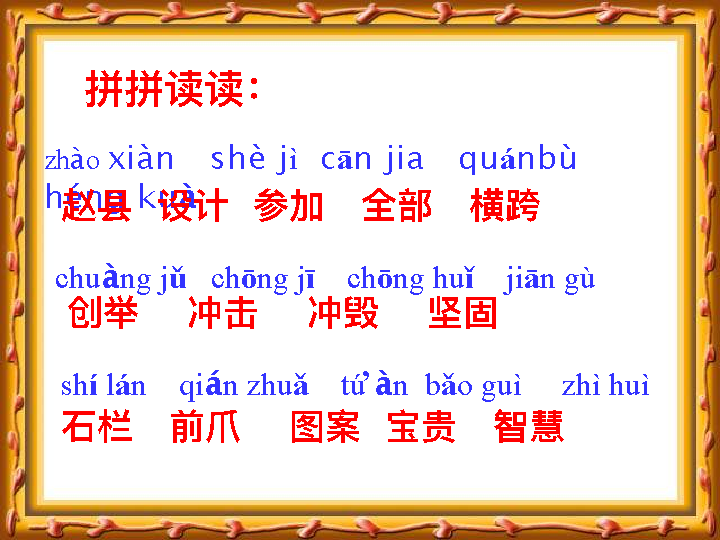 拼拼读读：
zhào xiàn shè jì cān jia quánbù
héng kuà
赵县 设计 参加 全部 横跨
chuàng jǔ chōng jī chōng huǐ jiān gù
创举 冲击 冲毁 坚固
shí lán qián zhuǎ tú’àn bǎo guì zhì huì
石栏 前爪 图案 宝贵 智慧